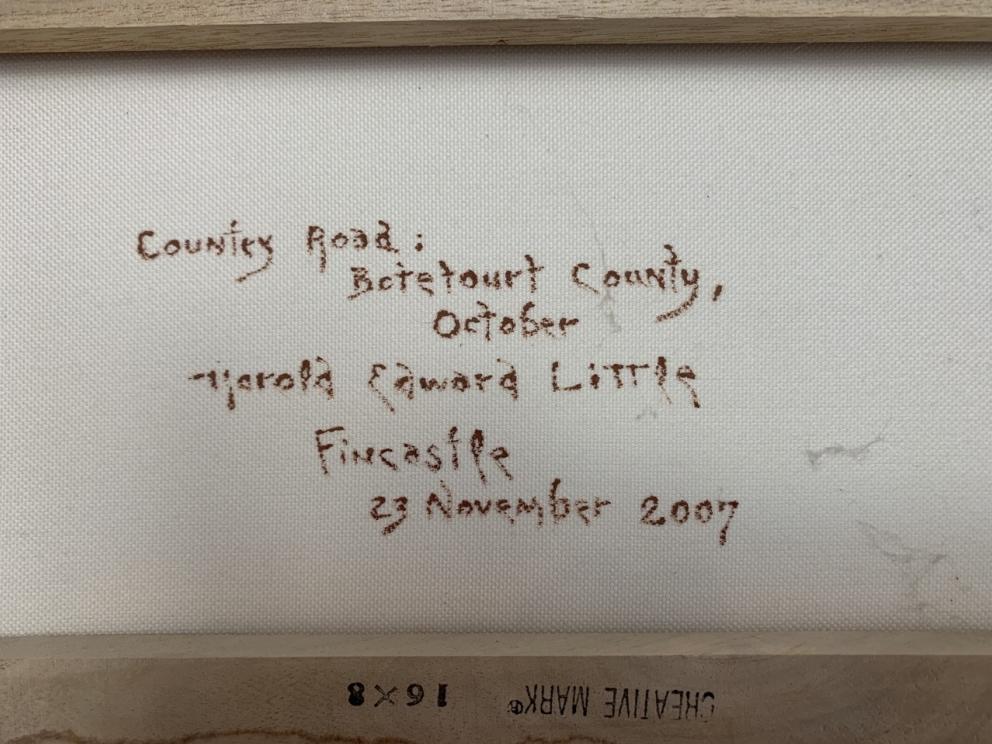 Country Road:
Botetourt County,
October
Harold Edward Little
Fincastle
23 November 2007
16×8 CREATIVE MARK®